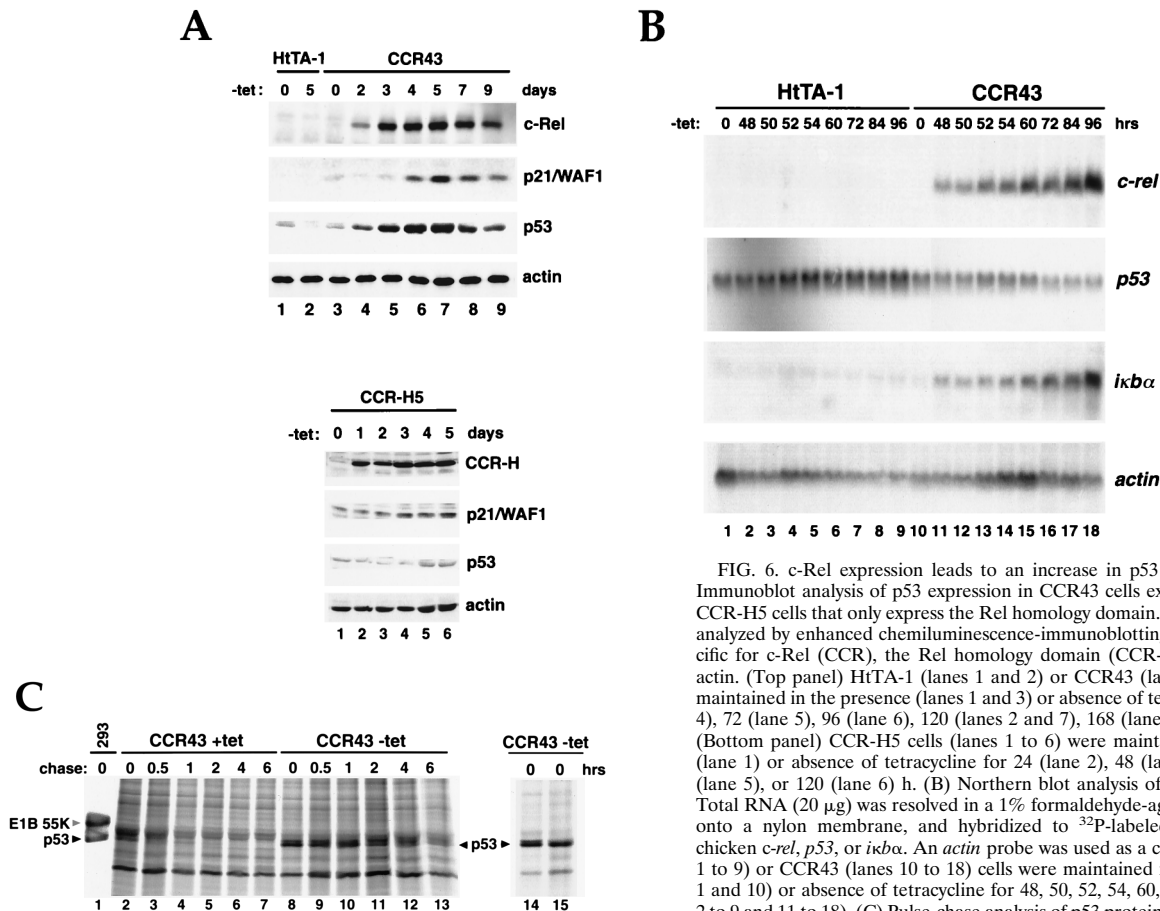 A
HtTA-1 CCR43
-tet: 0 5 0 2 3 4 5 7 9 days
c-Rel
p21/WAF1
p53
actin
1 2 3 4 5 6 7 8 9
CCR-H5
-tet: 0 1 2 3 4 5 days
CCR-H
p21/WAF1
p53
actin
1 2 3 4 5 6
B
HtTA-1 CCR43
-tet: 0 48 50 52 54 60 72 84 96 0 48 50 52 54 60 72 84 96 hrs
c-rel
p53
iκbα
actin
1 2 3 4 5 6 7 8 9 10 11 12 13 14 15 16 17 18
C
293 CCR43 +tet CCR43 -tet CCR43 -tet
chase: 0 0 0.5 1 2 4 6 0 0.5 1 2 4 6 0 0 hrs
E1B 55K
p53 p53
1 2 3 4 5 6 7 8 9 10 11 12 13 14 15
FIG. 6. c-Rel expression leads to an increase in p53
Immunoblot analysis of p53 expression in CCR43 cells ex
CCR-H5 cells that only express the Rel homology domain.
analyzed by enhanced chemiluminescence-immunoblottin
cific for c-Rel (CCR), the Rel homology domain (CCR-
actin. (Top panel) HtTA-1 (lanes 1 and 2) or CCR43 (la
maintained in the presence (lanes 1 and 3) or absence of te
4), 72 (lane 5), 96 (lane 6), 120 (lanes 2 and 7), 168 (lane
(Bottom panel) CCR-H5 cells (lanes 1 to 6) were maint
(lane 1) or absence of tetracycline for 24 (lane 2), 48 (la
(lane 5), or 120 (lane 6) h. (B) Northern blot analysis of
Total RNA (20 μg) was resolved in a 1% formaldehyde-ag
onto a nylon membrane, and hybridized to 32P-labele
chicken c-rel, p53, or iκbα. An actin probe was used as a c
1 to 9) or CCR43 (lanes 10 to 18) cells were maintained
1 and 10) or absence of tetracycline for 48, 50, 52, 54, 60,
2 to 9 and 11 to 18). (C) Pulse-chase analysis of p53 protein